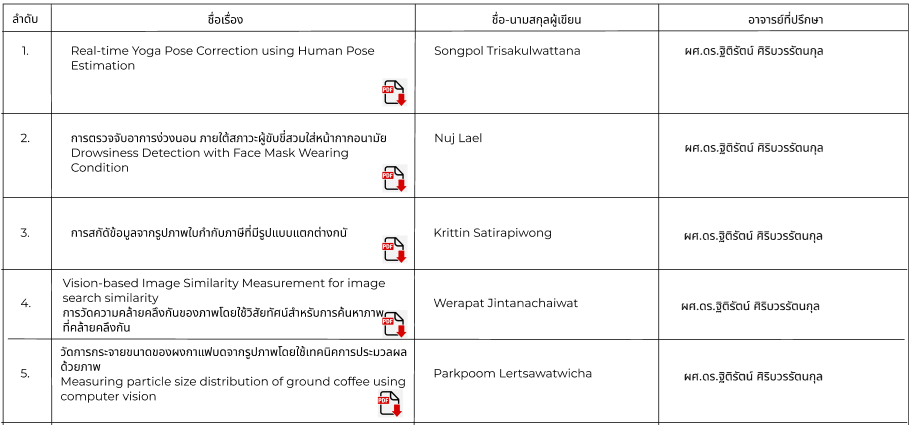 ลำดับ ชื่อเรื่อง ชื่อ-นามสกุลผู้เขียน อาจารย์ที่ปรึกษา
1. Real-time Yoga Pose Correction using Human Pose Songpol Trisakulwattana ผศ.ดร.ฐิติรัตน์ ศิริบวรรัตนกุล
Estimation
PDF
2. การตรวจจับอาการง่วงนอน ภายใต้สภาวะผู้ขับขี่สวมใส่หน้ากากอนามัย Nuj Lael ผศ.ดร.ฐิติรัตน์ ศิริบวรรัตนกุล
Drowsiness Detection with Face Mask Wearing
Condition
PDF
3. การสกัดัข้อมูลจากรูปภาพใบกำกับภาษีที่มีรูปแบบแตกต่างกนั Krittin Satirapiwong ผศ.ดร.ฐิติรัตน์ ศิริบวรรัตนกุล
PDF
4. Vision-based Image Similarity Measurement for image Werapat Jintanachaiwat ผศ.ดร.ฐิติรัตน์ ศิริบวรรัตนกุล
search similarity
การวัดความคล้ายคลึงกันของภาพโดยใช้วิสัยทัศน์สำหรับการค้นหาภาพ
ที่คล้ายคลึงกัน
PDF
5. วัดการกระจายขนาดของผงกาแฟบดจากรูปภาพโดยใช้เทคนิคการประมวลผล Parkpoom Lertsawatwicha ผศ.ดร.ฐิติรัตน์ ศิริบวรรัตนกุล
ด้วยภาพ
Measuring particle size distribution of ground coffee using
computer vision
PDF